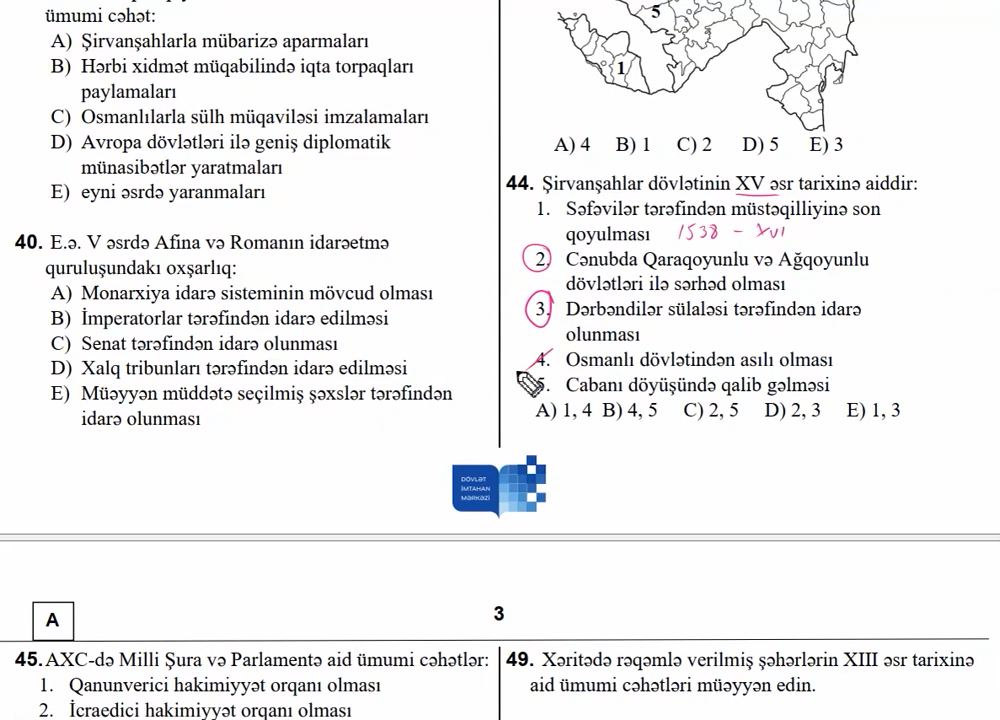 ümumi cəhət:
A) Şirvanşahlarla mübarizə aparmaları
B) Hərbi xidmət müqabilində iqta torpaqları
paylamaları
C) Osmanlılarla sülh müqaviləsi imzalamaları
D) Avropa dövlətləri ilə geniş diplomatik
münasibətlər yaratmaları
E) eyni əsrdə yaranmaları
40. E.ə. V əsrdə Afina və Romanın idarəetmə
quruluşundakı oxşarlıq:
A) Monarxiya idarə sisteminin mövcud olması
B) İmperatorlar tərəfindən idarə edilməsi
C) Senat tərəfindən idarə olunması
D) Xalq tribunları tərəfindən idarə edilməsi
E) Müəyyən müddətə seçilmiş şəxslər tərəfindən
idarə olunması
5
1
A) 4 B) 1 C) 2 D) 5 E) 3
44. Şirvanşahlar dövlətinin XV əsr tarixinə aiddir:
1. Səfəvilər tərəfindən müstəqilliyinə son
qoyulması 1538 - XVI
2. Cənubda Qaraqoyunlu və Ağqoyunlu
dövlətləri ilə sərhəd olması
3. Dərbəndilər sülaləsi tərəfindən idarə
olunması
4. Osmanlı dövlətindən asılı olması
5. Cabanı döyüşündə qalib gəlməsi
A) 1, 4 B) 4, 5 C) 2, 5 D) 2, 3 E) 1, 3
DÖVLƏT
İMTAHAN
MƏRKƏZİ
A
3
45. AXC-də Milli Şura və Parlamentə aid ümumi cəhətlər:
1. Qanunverici hakimiyyət orqanı olması
2. İcraedici hakimiyyət orqanı olması
49. Xəritədə rəqəmlə verilmiş şəhərlərin XIII əsr tarixinə
aid ümumi cəhətləri müəyyən edin.